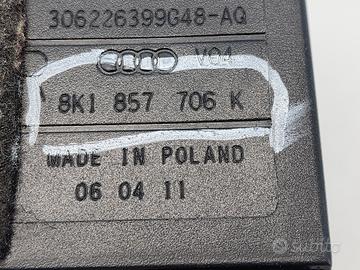 306226399G48-AQ
V04
8K1 857 706 K
MADE IN POLAND
06 04 11
subito